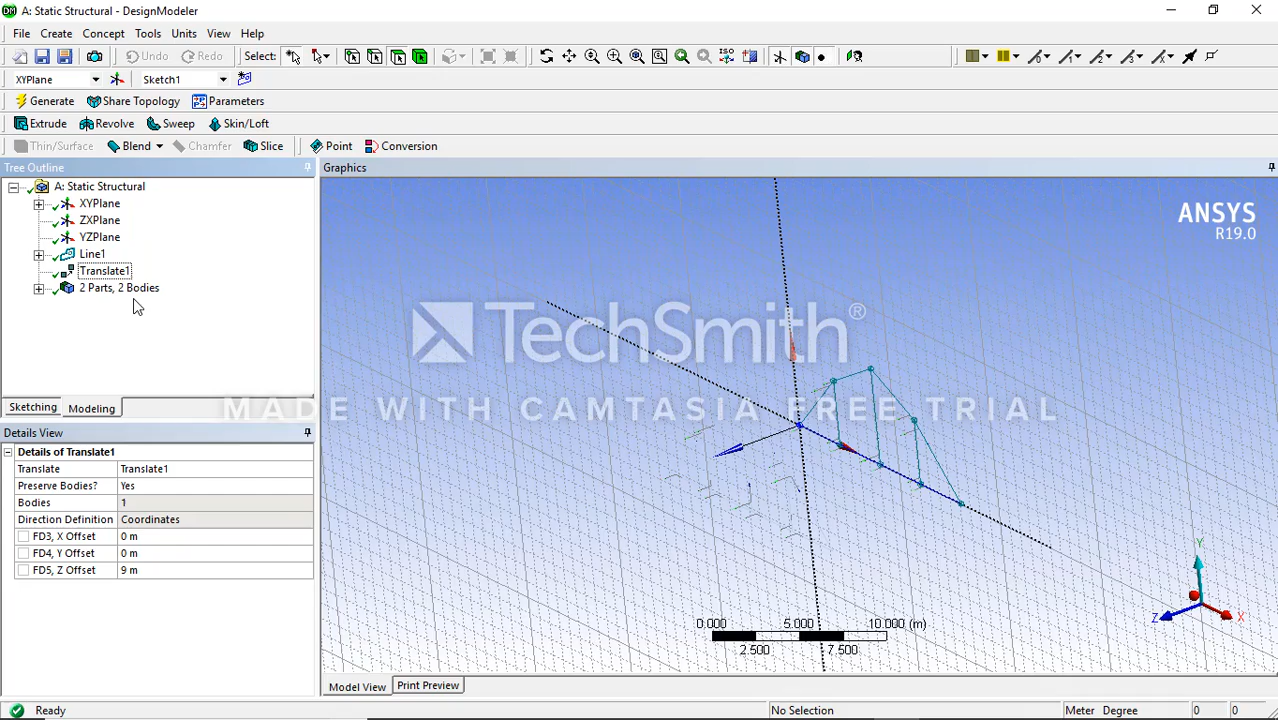 A: Static Structural - DesignModeler
File Create Concept Tools Units View Help
Undo Redo Select: ISO
XYPlane Sketch1
Generate Share Topology Parameters
Extrude Revolve Sweep Skin/Loft
Thin/Surface Blend Chamfer Slice Point Conversion
Tree Outline
A: Static Structural
XYPlane
ZXPlane
YZPlane
Line1
Translate1
2 Parts, 2 Bodies
Sketching Modeling
Details View
Details of Translate1
Translate Translate1
Preserve Bodies? Yes
Bodies 1
Direction Definition Coordinates
FD3, X Offset 0 m
FD4, Y Offset 0 m
FD5, Z Offset 9 m
Graphics
ANSYS
R19.0
TechSmith®
MADE WITH CAMTASIA FREE TRIAL
0.000 5.000 10.000 (m)
2.500 7.500
Y
Z X
Model View Print Preview
Ready No Selection Meter Degree 0 0